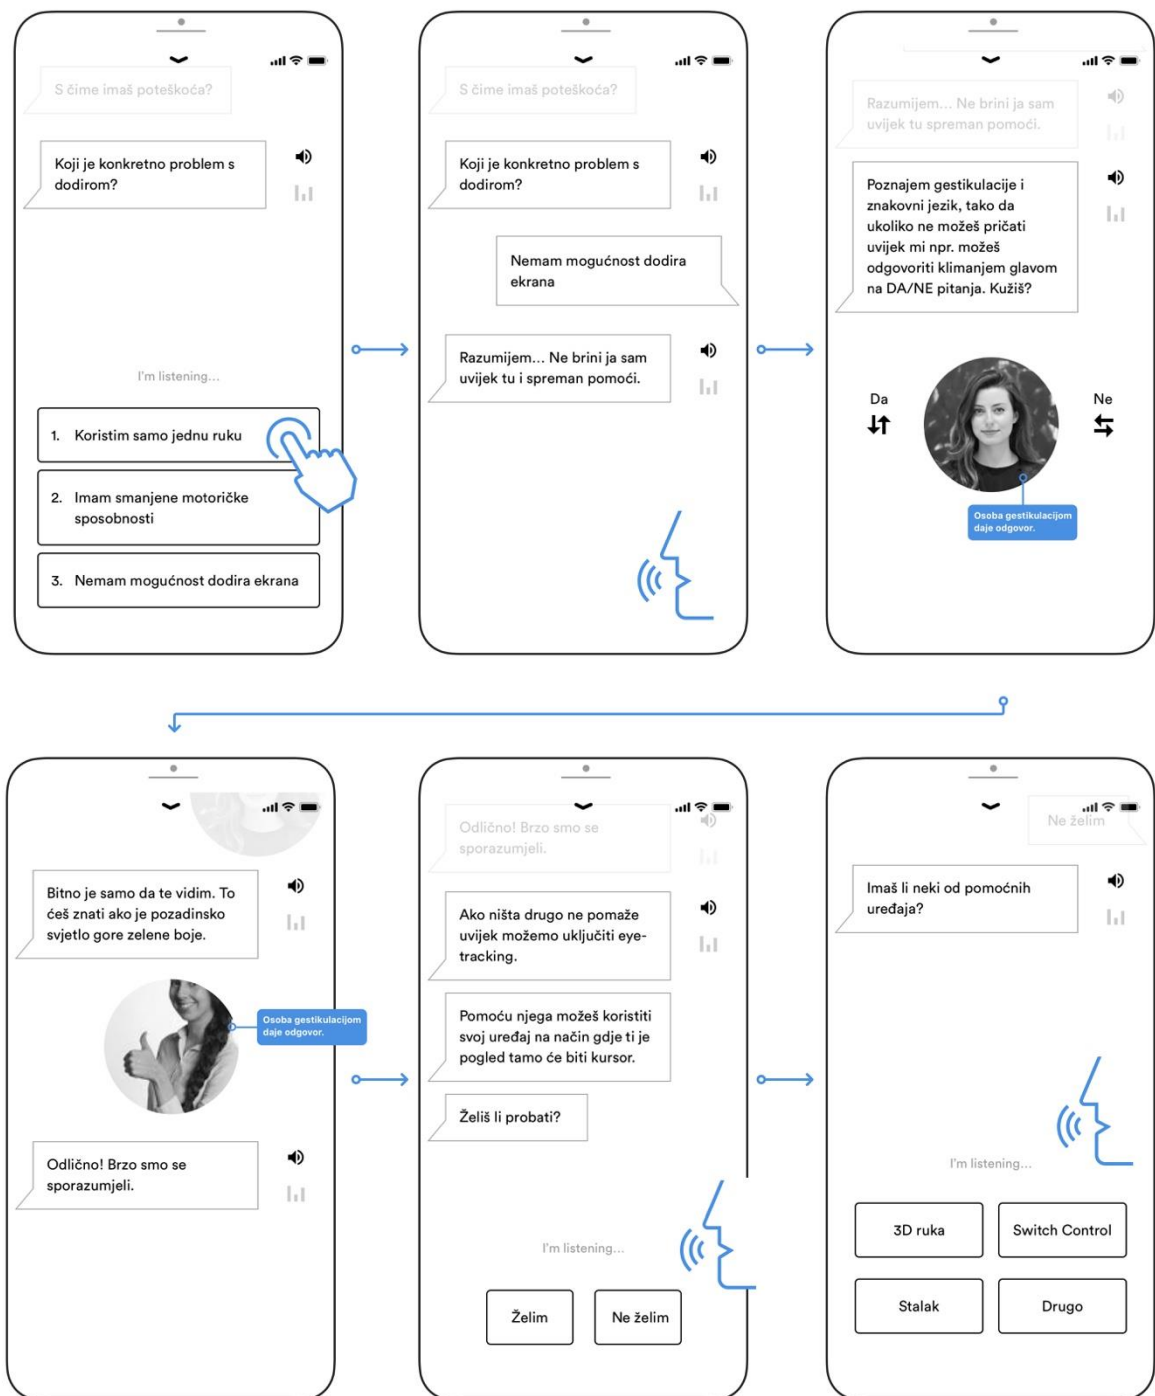 S čime imaš poteškoća?
Koji je konkretno problem s
dodirom?
I'm listening...
1. Koristim samo jednu ruku
2. Imam smanjene motoričke
sposobnosti
3. Nemam mogućnost dodira ekrana
S čime imaš poteškoća?
Koji je konkretno problem s
dodirom?
Nemam mogućnost dodira
ekrana
Razumijem... Ne brini ja sam
uvijek tu i spreman pomoći.
Razumijem... Ne brini ja sam
uvijek tu spreman pomoći.
Poznajem gestikulacije i
znakovni jezik, tako da
ukoliko ne možeš pričati
uvijek mi npr. možeš
odgovoriti klimanjem glavom
na DA/NE pitanja. Kužiš?
Da
Ne
Osoba gestikulacijom
daje odgovor.
Bitno je samo da te vidim. To
ćeš znati ako je pozadinsko
svjetlo gore zelene boje.
Osoba gestikulacijom
daje odgovor.
Odlično! Brzo smo se
sporazumjeli.
Odlično! Brzo smo se
sporazumjeli.
Ako ništa drugo ne pomaže
uvijek možemo uključiti eye-
tracking.
Pomoću njega možeš koristiti
svoj uređaj na način gdje ti je
pogled tamo će biti kursor.
Želiš li probati?
I'm listening...
Želim
Ne želim
Ne želim
Imaš li neki od pomoćnih
uređaja?
I'm listening...
3D ruka
Switch Control
Stalak
Drugo